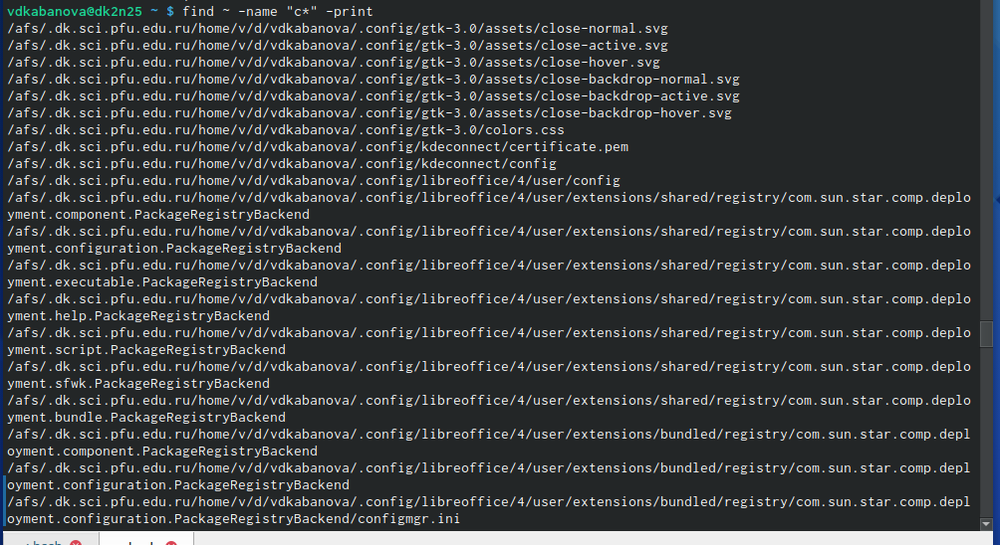 vdkabanova@dk2n25 ~ $ find ~ -name "c*" -print
/afs/.dk.sci.pfu.edu.ru/home/v/d/vdkabanova/.config/gtk-3.0/assets/close-normal.svg
/afs/.dk.sci.pfu.edu.ru/home/v/d/vdkabanova/.config/gtk-3.0/assets/close-active.svg
/afs/.dk.sci.pfu.edu.ru/home/v/d/vdkabanova/.config/gtk-3.0/assets/close-hover.svg
/afs/.dk.sci.pfu.edu.ru/home/v/d/vdkabanova/.config/gtk-3.0/assets/close-backdrop-normal.svg
/afs/.dk.sci.pfu.edu.ru/home/v/d/vdkabanova/.config/gtk-3.0/assets/close-backdrop-active.svg
/afs/.dk.sci.pfu.edu.ru/home/v/d/vdkabanova/.config/gtk-3.0/assets/close-backdrop-hover.svg
/afs/.dk.sci.pfu.edu.ru/home/v/d/vdkabanova/.config/gtk-3.0/colors.css
/afs/.dk.sci.pfu.edu.ru/home/v/d/vdkabanova/.config/kdeconnect/certificate.pem
/afs/.dk.sci.pfu.edu.ru/home/v/d/vdkabanova/.config/kdeconnect/config
/afs/.dk.sci.pfu.edu.ru/home/v/d/vdkabanova/.config/libreoffice/4/user/config
/afs/.dk.sci.pfu.edu.ru/home/v/d/vdkabanova/.config/libreoffice/4/user/extensions/shared/registry/com.sun.star.comp.deplo
yment.component.PackageRegistryBackend
/afs/.dk.sci.pfu.edu.ru/home/v/d/vdkabanova/.config/libreoffice/4/user/extensions/shared/registry/com.sun.star.comp.deplo
yment.configuration.PackageRegistryBackend
/afs/.dk.sci.pfu.edu.ru/home/v/d/vdkabanova/.config/libreoffice/4/user/extensions/shared/registry/com.sun.star.comp.deplo
yment.executable.PackageRegistryBackend
/afs/.dk.sci.pfu.edu.ru/home/v/d/vdkabanova/.config/libreoffice/4/user/extensions/shared/registry/com.sun.star.comp.deplo
yment.help.PackageRegistryBackend
/afs/.dk.sci.pfu.edu.ru/home/v/d/vdkabanova/.config/libreoffice/4/user/extensions/shared/registry/com.sun.star.comp.deplo
yment.script.PackageRegistryBackend
/afs/.dk.sci.pfu.edu.ru/home/v/d/vdkabanova/.config/libreoffice/4/user/extensions/shared/registry/com.sun.star.comp.deplo
yment.sfwk.PackageRegistryBackend
/afs/.dk.sci.pfu.edu.ru/home/v/d/vdkabanova/.config/libreoffice/4/user/extensions/shared/registry/com.sun.star.comp.deplo
yment.bundle.PackageRegistryBackend
/afs/.dk.sci.pfu.edu.ru/home/v/d/vdkabanova/.config/libreoffice/4/user/extensions/bundled/registry/com.sun.star.comp.depl
oyment.component.PackageRegistryBackend
/afs/.dk.sci.pfu.edu.ru/home/v/d/vdkabanova/.config/libreoffice/4/user/extensions/bundled/registry/com.sun.star.comp.depl
oyment.configuration.PackageRegistryBackend
/afs/.dk.sci.pfu.edu.ru/home/v/d/vdkabanova/.config/libreoffice/4/user/extensions/bundled/registry/com.sun.star.comp.depl
oyment.configuration.PackageRegistryBackend/configmgr.ini